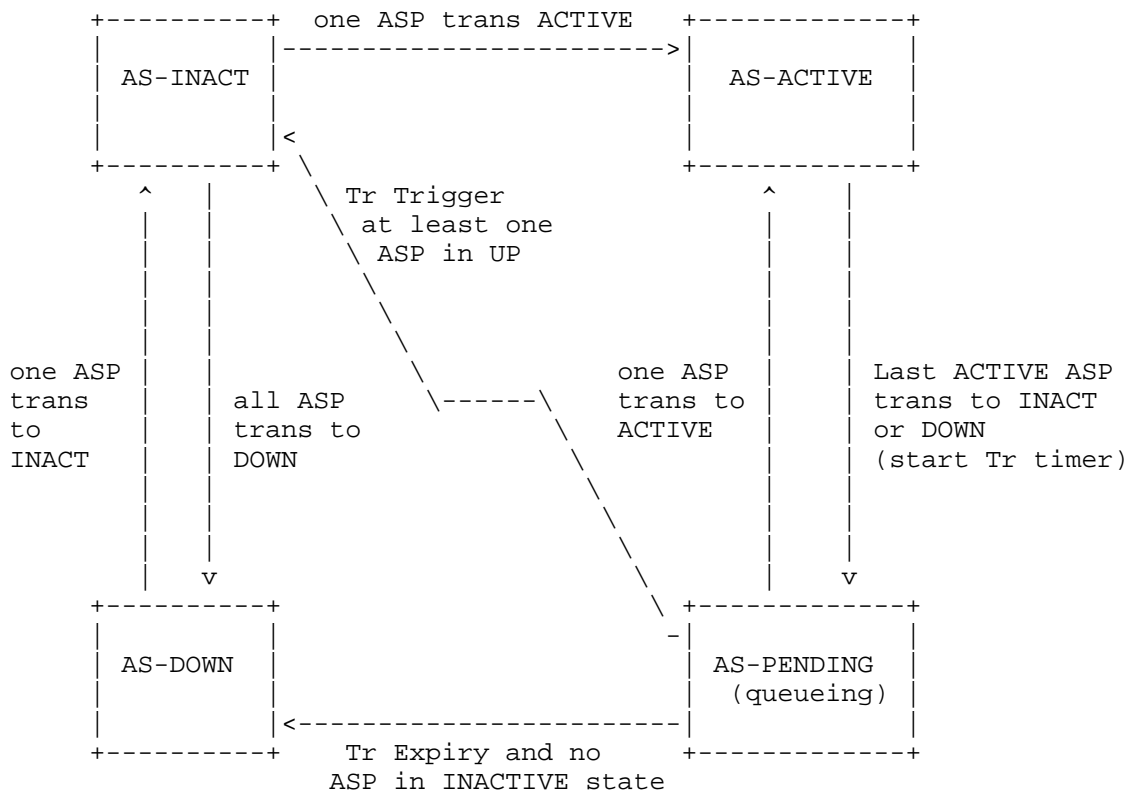 one ASP trans ACTIVE
AS-INACT
AS-ACTIVE
Tr Trigger
at least one
ASP in UP
one ASP
trans
to
INACT
all ASP
trans to
DOWN
one ASP
trans to
ACTIVE
Last ACTIVE ASP
trans to INACT
or DOWN
(start Tr timer)
AS-DOWN
AS-PENDING
(queueing)
Tr Expiry and no
ASP in INACTIVE state